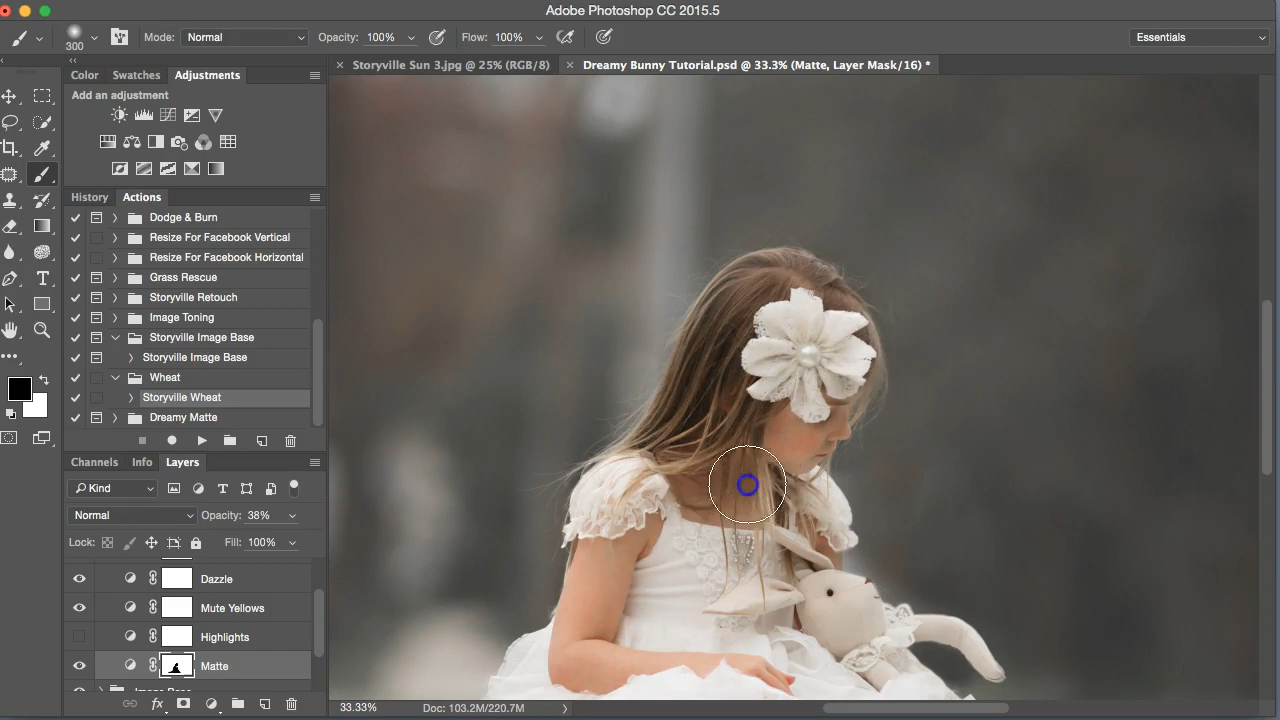 Adobe Photoshop CC 2015.5
300
Mode: Normal
Opacity: 100%
Flow: 100%
Essentials
Storyville Sun 3.jpg @ 25% (RGB/8)
Dreamy Bunny Tutorial.psd @ 33.3% (Matte, Layer Mask/16) *
Color Swatches Adjustments
Add an adjustment
History Actions
Dodge & Burn
Resize For Facebook Vertical
Resize For Facebook Horizontal
Grass Rescue
Storyville Retouch
Image Toning
Storyville Image Base
Storyville Image Base
Wheat
Storyville Wheat
Dreamy Matte
Channels Info Layers
Kind
Normal Opacity: 38%
Lock: Fill: 100%
Dazzle
Mute Yellows
Highlights
Matte
Image Base
fx
33.33% Doc: 103.2M/220.7M